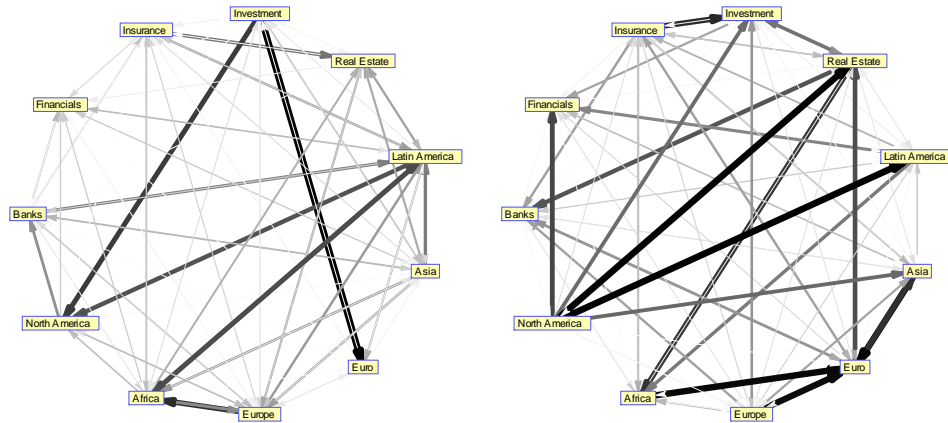 Investment
Insurance
Real Estate
Financials
Latin America
Banks
Asia
North America
Euro
Africa
Europe
Investment
Insurance
Real Estate
Financials
Latin America
Banks
Asia
North America
Euro
Africa
Europe